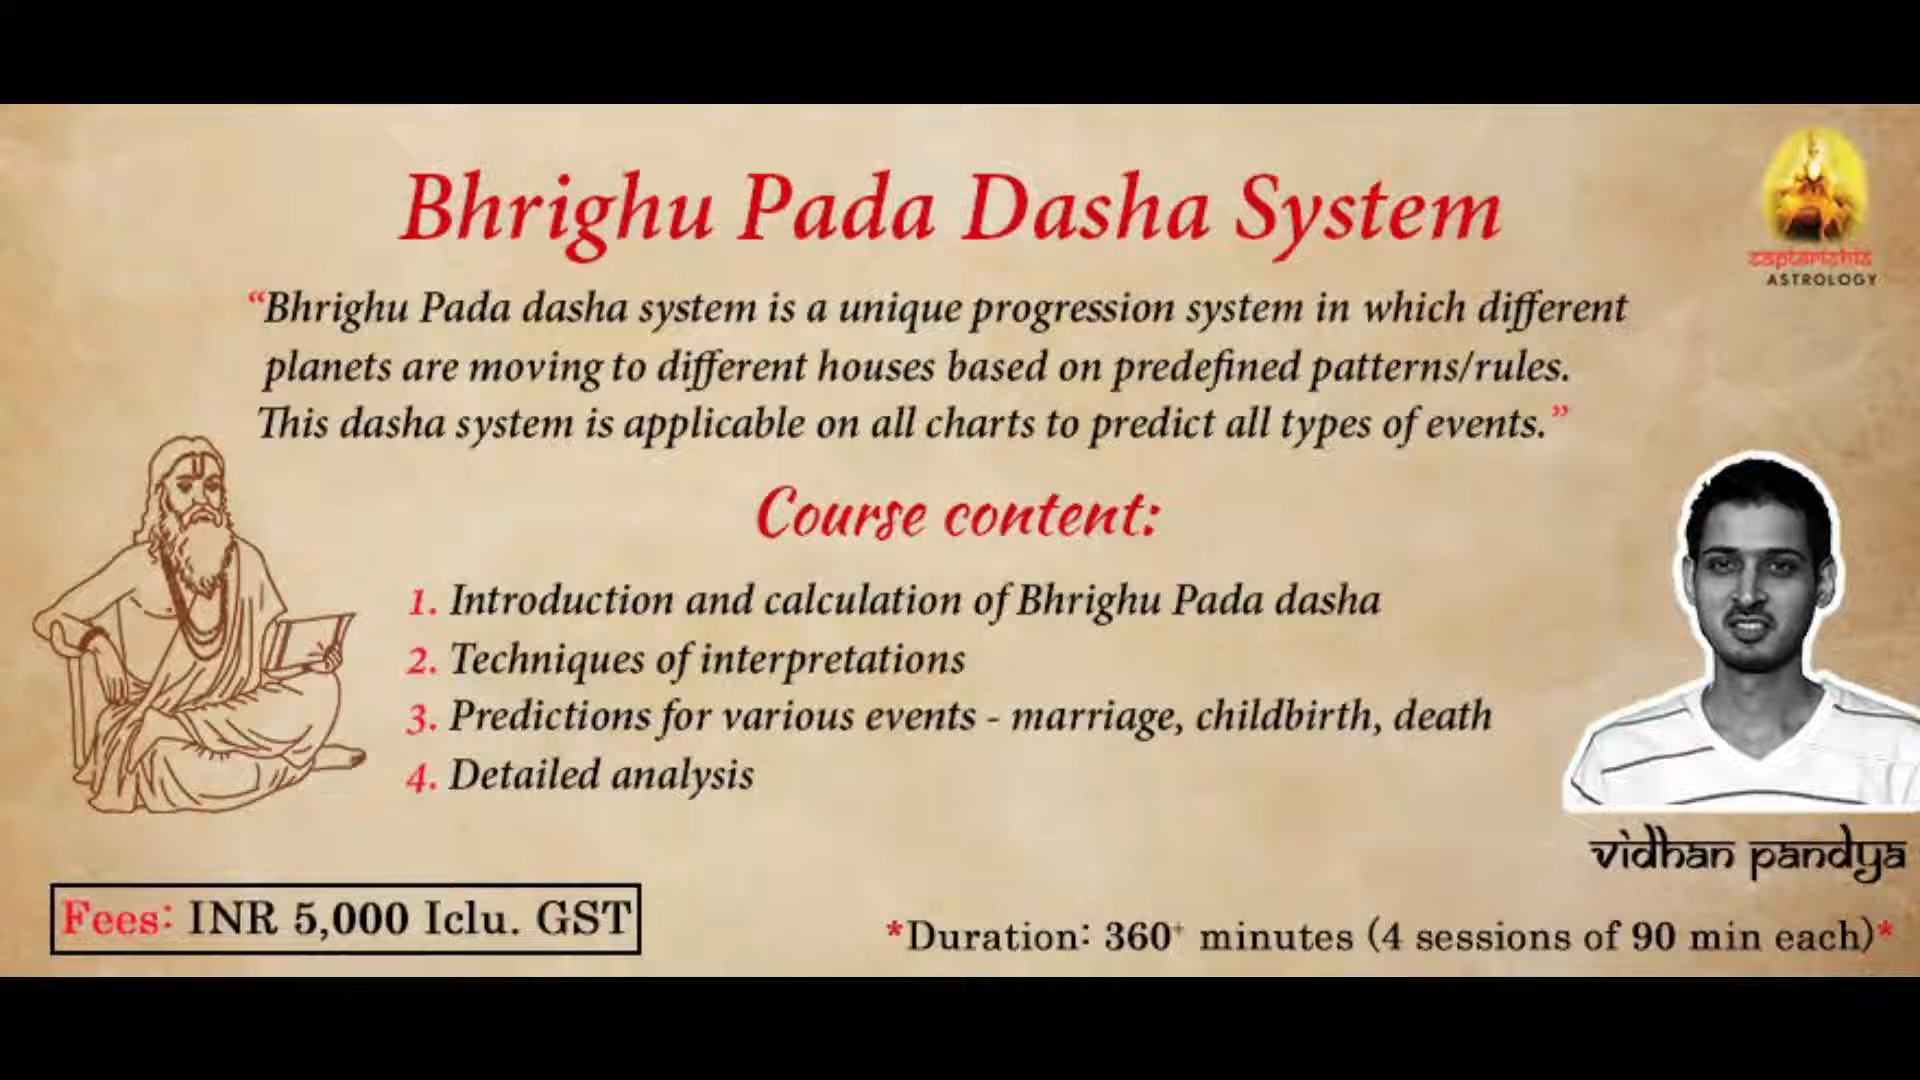 Bhrighu Pada Dasha System
saptarishis
ASTROLOGY
“Bhrighu Pada dasha system is a unique progression system in which different
planets are moving to different houses based on predefined patterns/rules.
This dasha system is applicable on all charts to predict all types of events.”
Course content:
1. Introduction and calculation of Bhrighu Pada dasha
2. Techniques of interpretations
3. Predictions for various events - marriage, childbirth, death
4. Detailed analysis
vidhan pandya
Fees: INR 5,000 Iclu. GST
*Duration: 360+ minutes (4 sessions of 90 min each)*